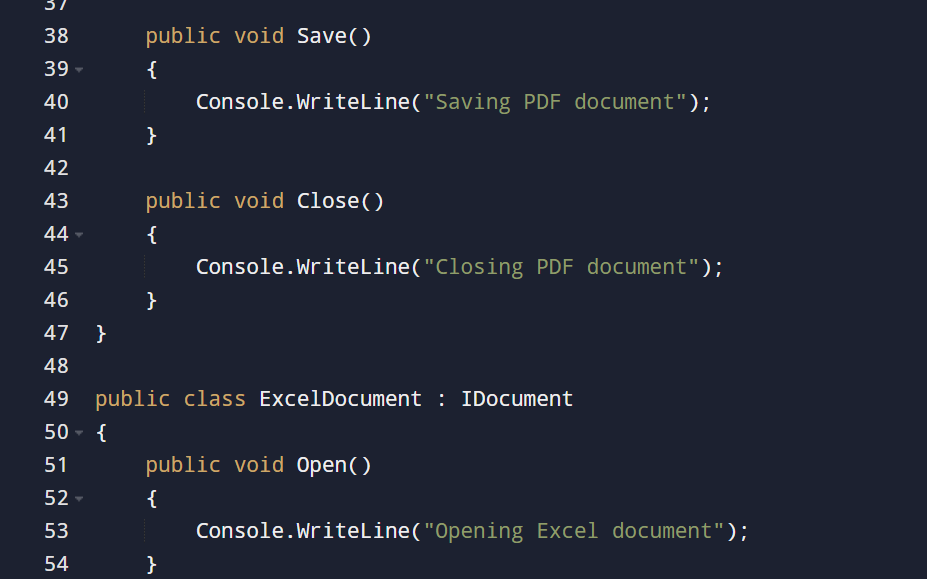 37
38 public void Save()
39 {
40 Console.WriteLine("Saving PDF document");
41 }
42
43 public void Close()
44 {
45 Console.WriteLine("Closing PDF document");
46 }
47 }
48
49 public class ExcelDocument : IDocument
50 {
51 public void Open()
52 {
53 Console.WriteLine("Opening Excel document");
54 }